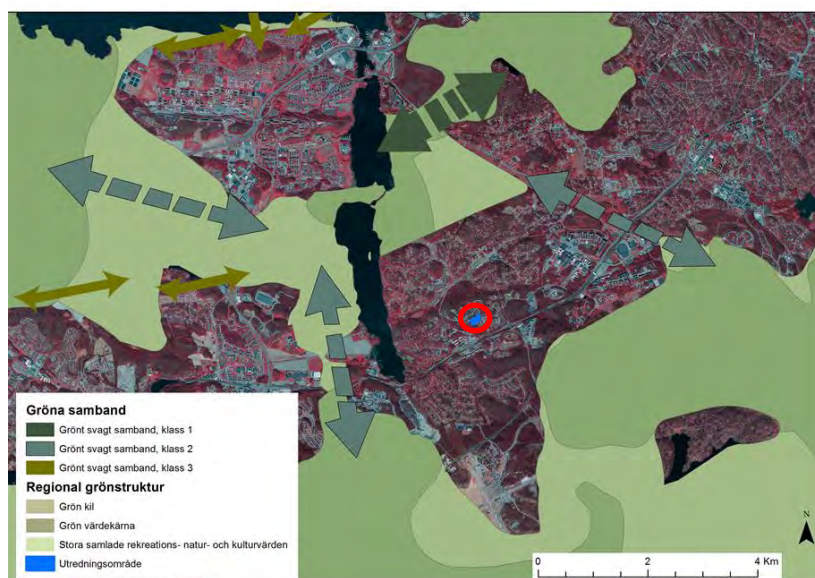 Gröna samband
Grönt svagt samband, klass 1
Grönt svagt samband, klass 2
Grönt svagt samband, klass 3
Regional grönstruktur
Grön kil
Grön värdekärna
Stora samlade rekreations- natur- och kulturvärden
Utredningsområde
N
0 2 4 Km